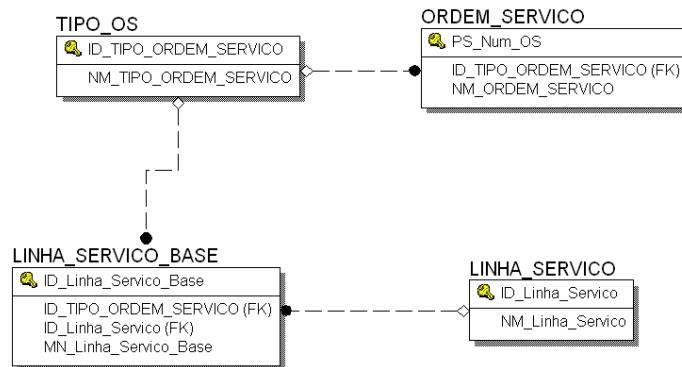 TIPO_OS
ID_TIPO_ORDEM_SERVICO
NM_TIPO_ORDEM_SERVICO
ORDEM_SERVICO
PS_Num_OS
ID_TIPO_ORDEM_SERVICO (FK)
NM_ORDEM_SERVICO
LINHA_SERVICO_BASE
ID_Linha_Servico_Base
ID_TIPO_ORDEM_SERVICO (FK)
ID_Linha_Servico (FK)
MN_Linha_Servico_Base
LINHA_SERVICO
ID_Linha_Servico
NM_Linha_Servico